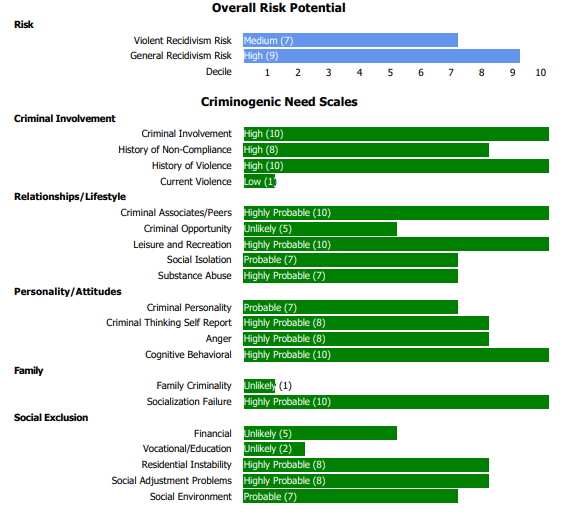 Overall Risk Potential
Risk
Violent Recidivism Risk Medium (7)
General Recidivism Risk High (9)
Decile 1 2 3 4 5 6 7 8 9 10
Criminogenic Need Scales
Criminal Involvement
Criminal Involvement High (10)
History of Non-Compliance High (8)
History of Violence High (10)
Current Violence Low (1)
Relationships/Lifestyle
Criminal Associates/Peers Highly Probable (10)
Criminal Opportunity Unlikely (5)
Leisure and Recreation Highly Probable (10)
Social Isolation Probable (7)
Substance Abuse Highly Probable (7)
Personality/Attitudes
Criminal Personality Probable (7)
Criminal Thinking Self Report Highly Probable (8)
Anger Highly Probable (8)
Cognitive Behavioral Highly Probable (10)
Family
Family Criminality Unlikely (1)
Socialization Failure Highly Probable (10)
Social Exclusion
Financial Unlikely (5)
Vocational/Education Unlikely (2)
Residential Instability Highly Probable (8)
Social Adjustment Problems Highly Probable (8)
Social Environment Probable (7)